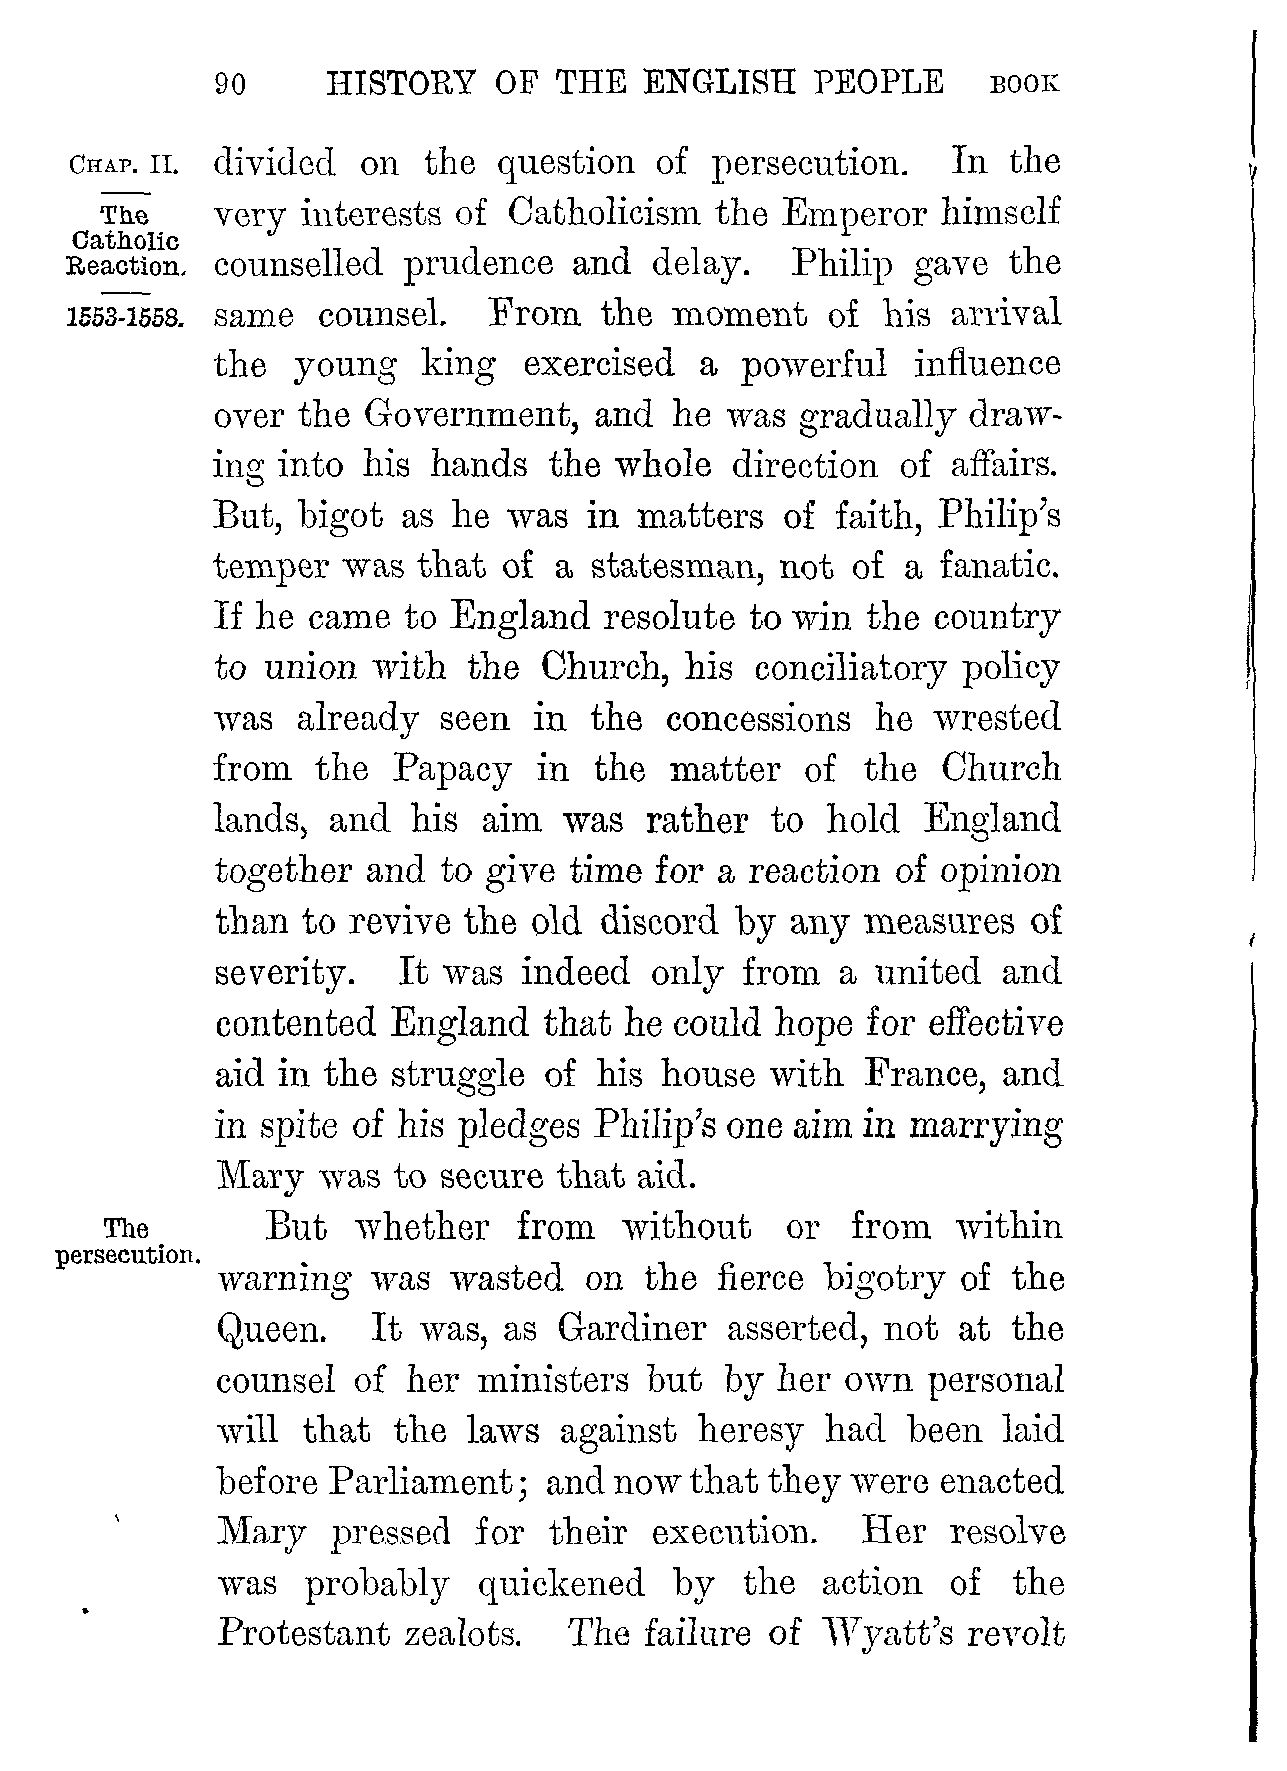 90 HISTORY OF THE ENGLISH PEOPLE BOOK
CHAP. II.
The
Catholic
Reaction.
1553-1558.
divided on the question of persecution. In the
very interests of Catholicism the Emperor himself
counselled prudence and delay. Philip gave the
same counsel. From the moment of his arrival
the young king exercised a powerful influence
over the Government, and he was gradually draw-
ing into his hands the whole direction of affairs.
But, bigot as he was in matters of faith, Philip's
temper was that of a statesman, not of a fanatic.
If he came to England resolute to win the country
to union with the Church, his conciliatory policy
was already seen in the concessions he wrested
from the Papacy in the matter of the Church
lands, and his aim was rather to hold England
together and to give time for a reaction of opinion
than to revive the old discord by any measures of
severity. It was indeed only from a united and
contented England that he could hope for effective
aid in the struggle of his house with France, and
in spite of his pledges Philip's one aim in marrying
Mary was to secure that aid.
The
persecution.
But whether from without or from within
warning was wasted on the fierce bigotry of the
Queen. It was, as Gardiner asserted, not at the
counsel of her ministers but by her own personal
will that the laws against heresy had been laid
before Parliament; and now that they were enacted
Mary pressed for their execution. Her resolve
was probably quickened by the action of the
Protestant zealots. The failure of Wyatt's revolt